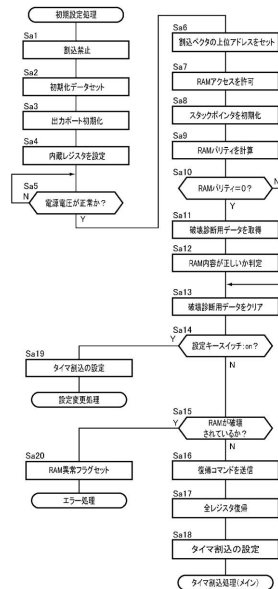 初期設定処理
Sa1
割込禁止
Sa2
初期化データセット
Sa3
出力ポート初期化
Sa4
内蔵レジスタを設定
Sa5
N
電源電圧が正常か？
Y
Sa6
割込ベクタの上位アドレスをセット
Sa7
RAMアクセスを許可
Sa8
スタックポインタを初期化
Sa9
RAMパリティを計算
Sa10
RAMパリティ=0?
N
Y
Sa11
破壊診断用データを取得
Sa12
RAM内容が正しいか判定
Sa13
破壊診断用データをクリア
Sa14
Y
設定キースイッチ:on?
N
Sa19
タイマ割込の設定
設定変更処理
Sa15
Y
RAMが破壊
されているか?
N
Sa20
RAM異常フラグセット
エラー処理
Sa16
復帰コマンドを送信
Sa17
全レジスタ復帰
Sa18
タイマ割込の設定
タイマ割込処理(メイン)